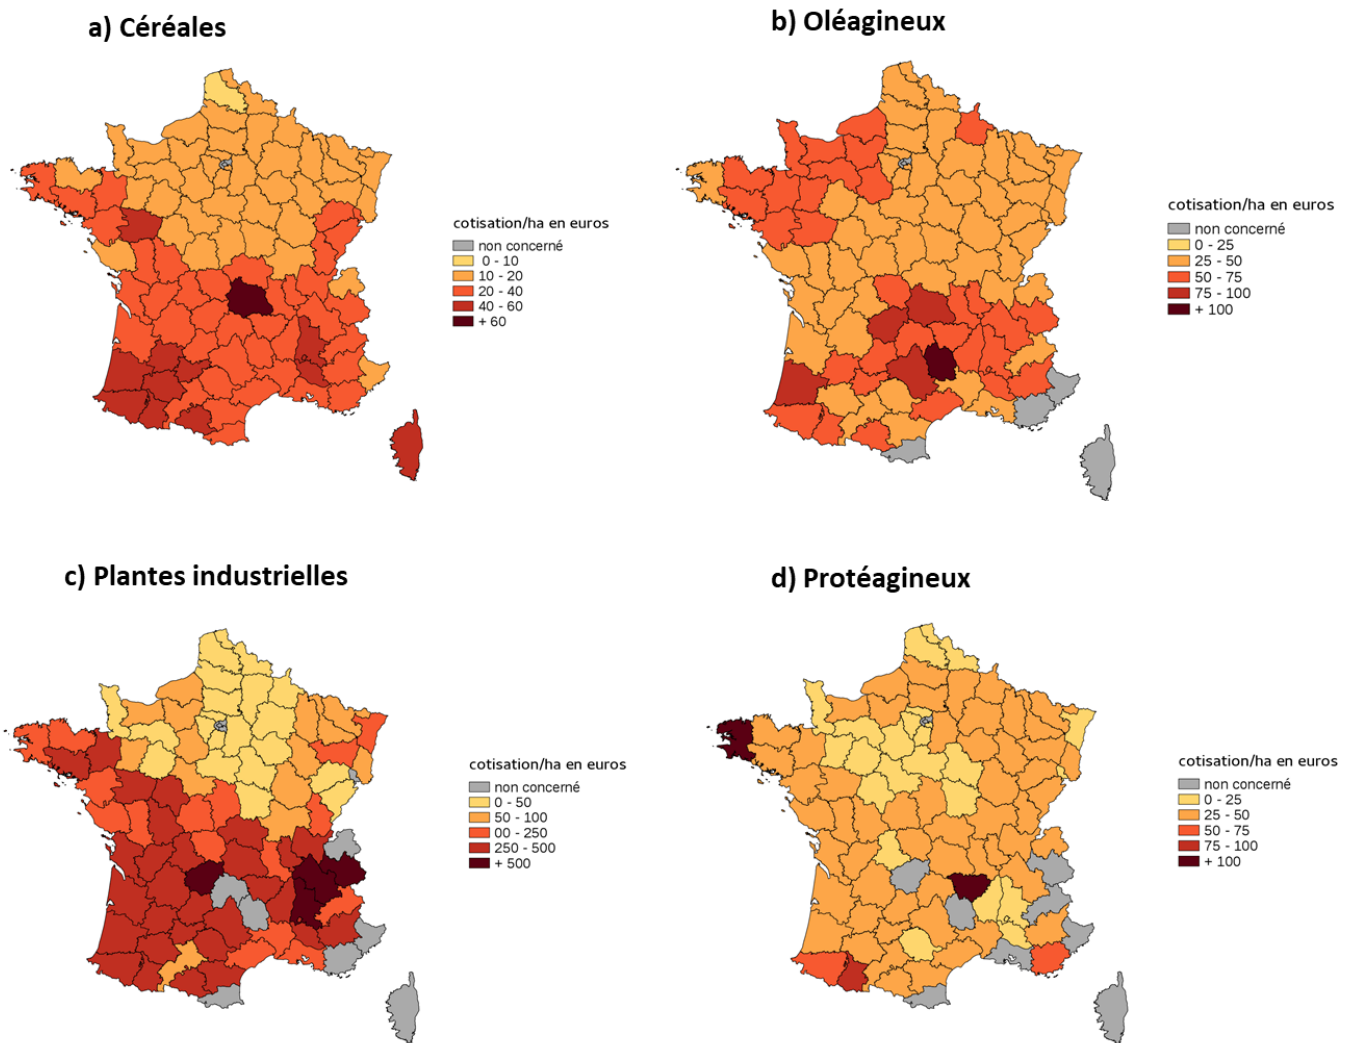 a) Céréales
cotisation/ha en euros
non concerné
0 - 10
10 - 20
20 - 40
40 - 60
+ 60
b) Oléagineux
cotisation/ha en euros
non concerné
0 - 25
25 - 50
50 - 75
75 - 100
+ 100
c) Plantes industrielles
cotisation/ha en euros
non concerné
0 - 50
50 - 100
00 - 250
250 - 500
+ 500
d) Protéagineux
cotisation/ha en euros
non concerné
0 - 25
25 - 50
50 - 75
75 - 100
+ 100